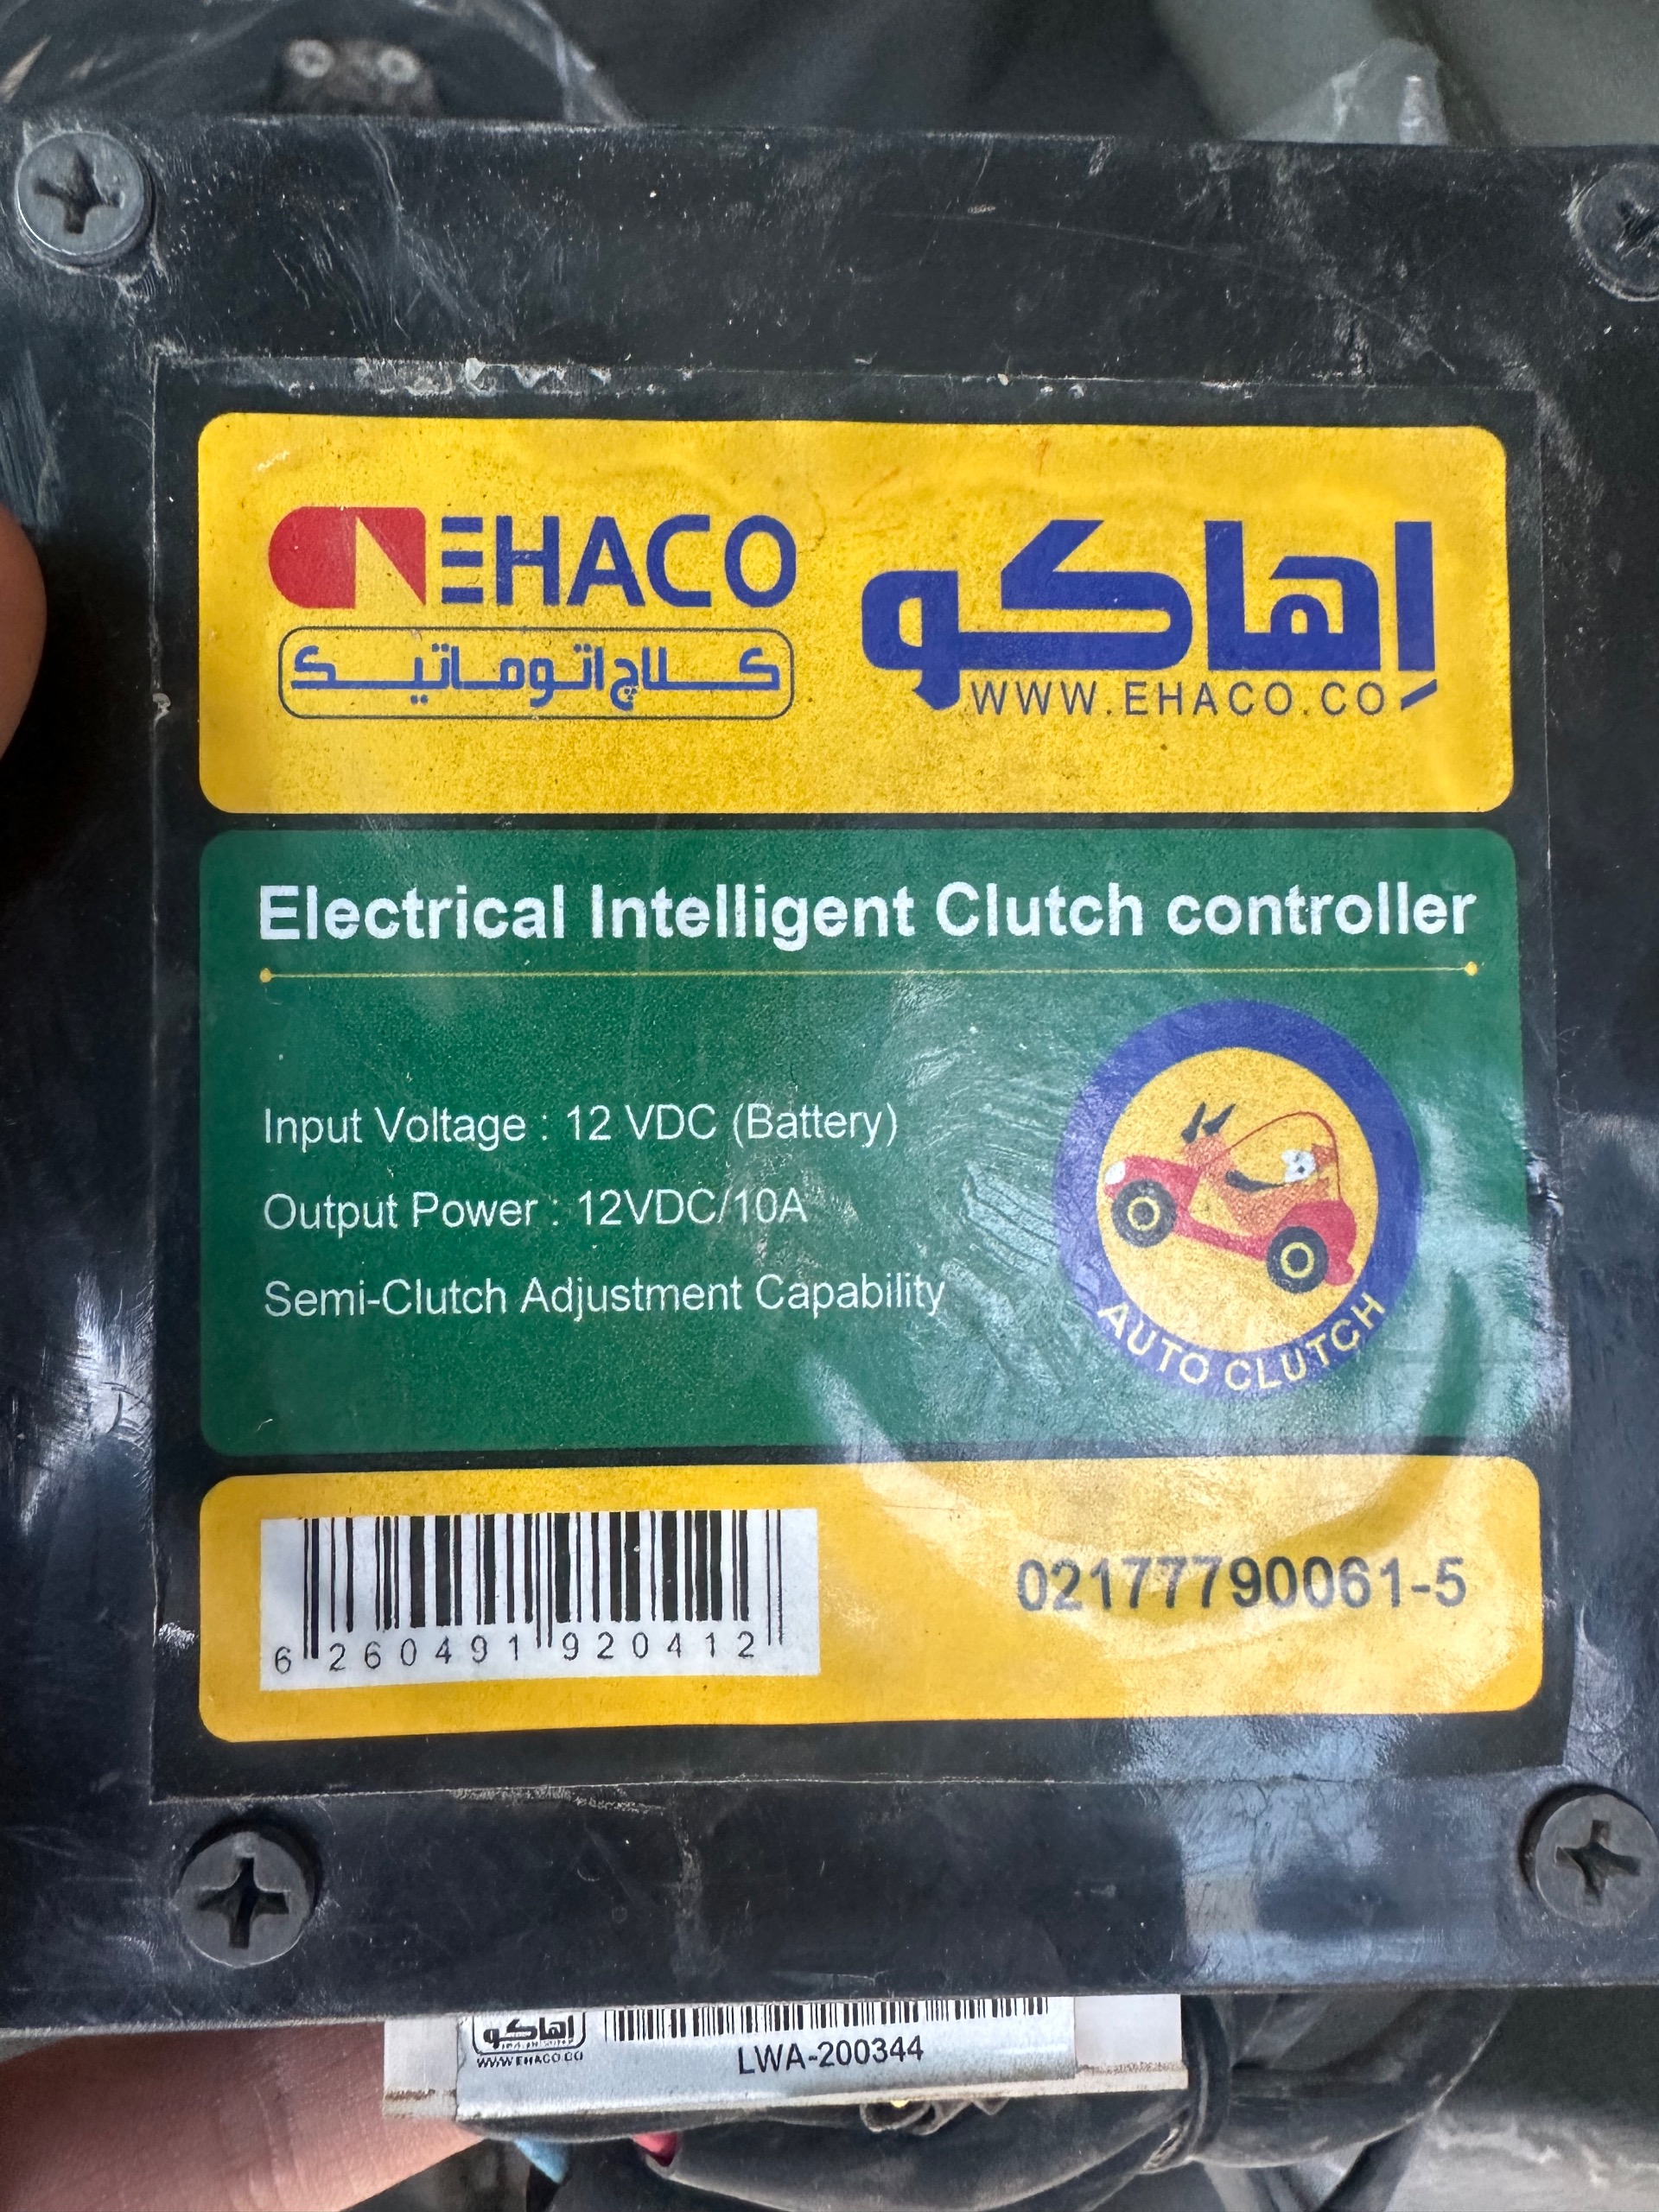 EHACO
کلاچ اتوماتیک
اِهاکو
WWW.EHACO.CO
Electrical Intelligent Clutch controller
Input Voltage : 12 VDC (Battery)
Output Power : 12VDC/10A
Semi-Clutch Adjustment Capability
AUTO CLUTCH
6 260491 920412
02177790061-5
اهاکو
WWW.EHACO.CO
LWA-200344